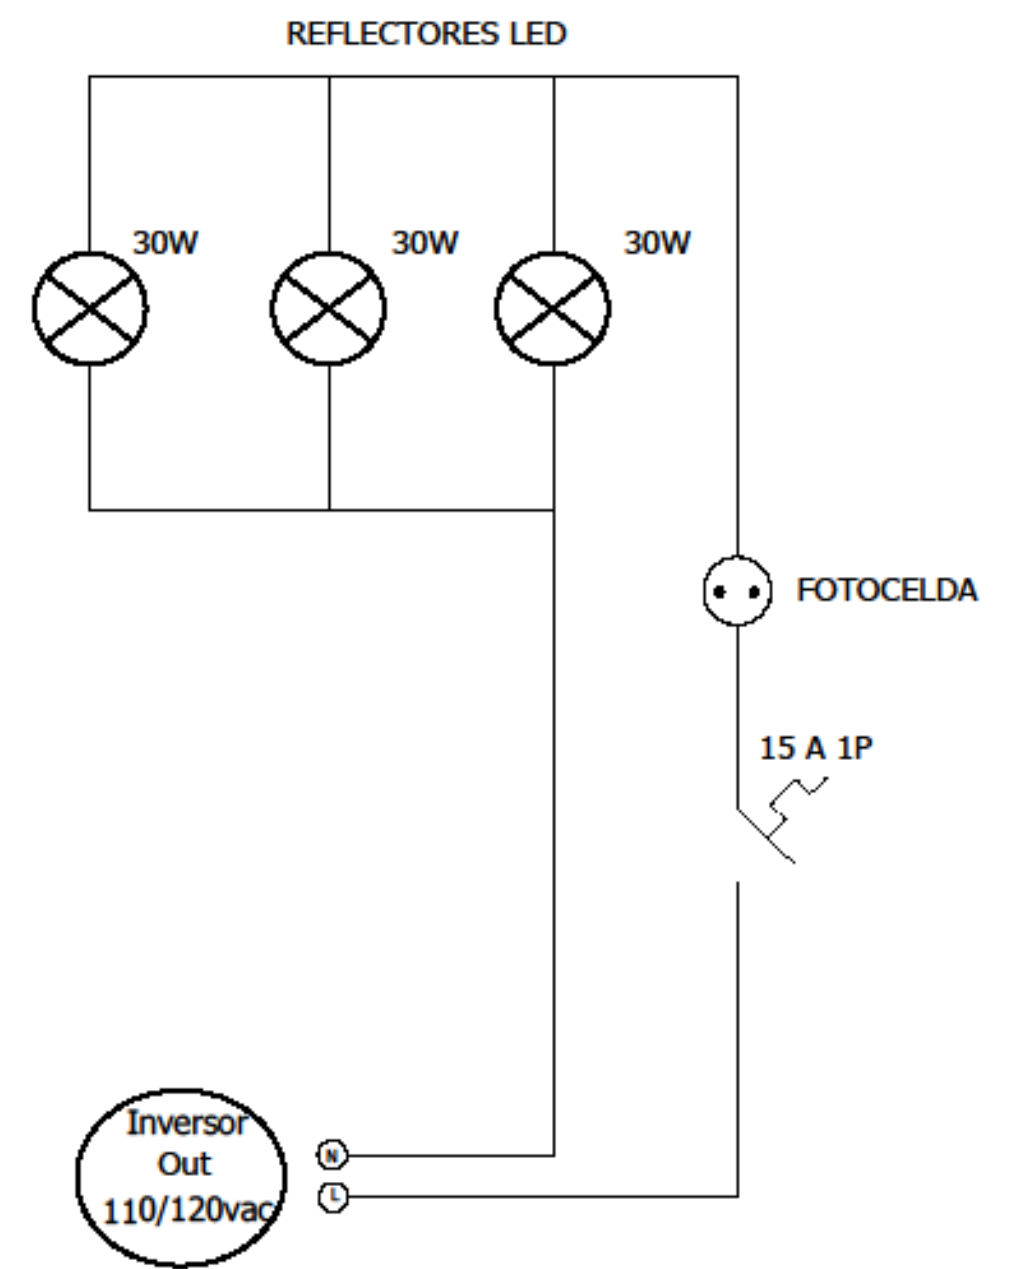 REFLECTORES LED
30W
30W
30W
FOTOCELDA
15 A 1P
Inversor
Out
110/120vac
N
L